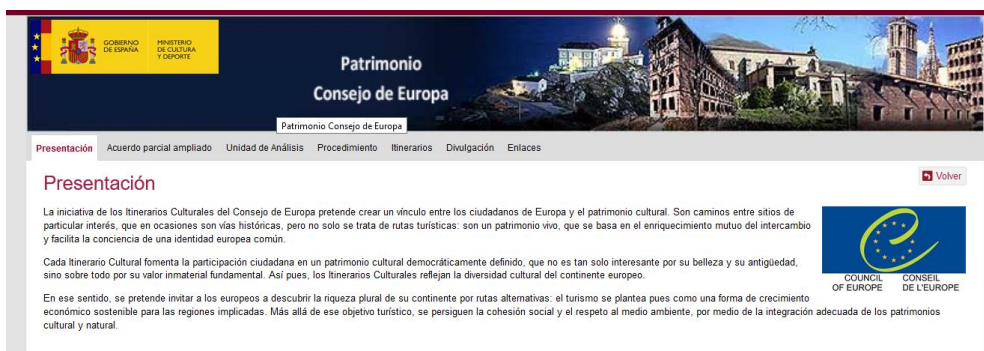 GOBIERNO
DE ESPAÑA
MINISTERIO
DE CULTURA
Y DEPORTE
Patrimonio
Consejo de Europa
Patrimonio Consejo de Europa
Presentación Acuerdo parcial ampliado Unidad de Análisis Procedimiento Itinerarios Divulgación Enlaces
Presentación
Volver
La iniciativa de los Itinerarios Culturales del Consejo de Europa pretende crear un vínculo entre los ciudadanos de Europa y el patrimonio cultural. Son caminos entre sitios de
particular interés, que en ocasiones son vías históricas, pero no solo se trata de rutas turísticas: son un patrimonio vivo, que se basa en el enriquecimiento mutuo del intercambio
y facilita la conciencia de una identidad europea común.
Cada Itinerario Cultural fomenta la participación ciudadana en un patrimonio cultural democráticamente definido, que no es tan solo interesante por su belleza y su antigüedad,
sino sobre todo por su valor inmaterial fundamental. Así pues, los Itinerarios Culturales reflejan la diversidad cultural del continente europeo.
COUNCIL
OF EUROPE
CONSEIL
DE L'EUROPE
En ese sentido, se pretende invitar a los europeos a descubrir la riqueza plural de su continente por rutas alternativas: el turismo se plantea pues como una forma de crecimiento
económico sostenible para las regiones implicadas. Más allá de ese objetivo turístico, se persiguen la cohesión social y el respeto al medio ambiente, por medio de la integración adecuada de los patrimonios
cultural y natural.